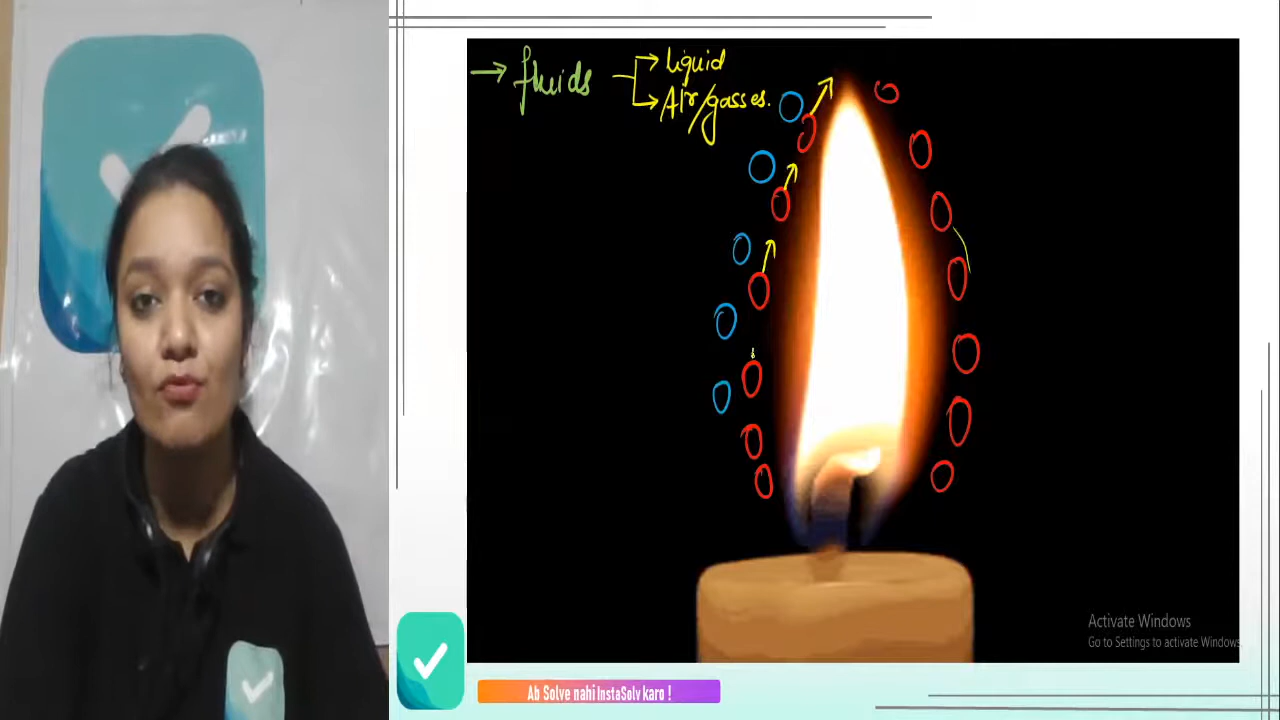 → fluids → Liquid
→ Air/gasses.
Activate Windows
Go to Settings to activate Windows
Ab Solve nahi InstaSolv karo !